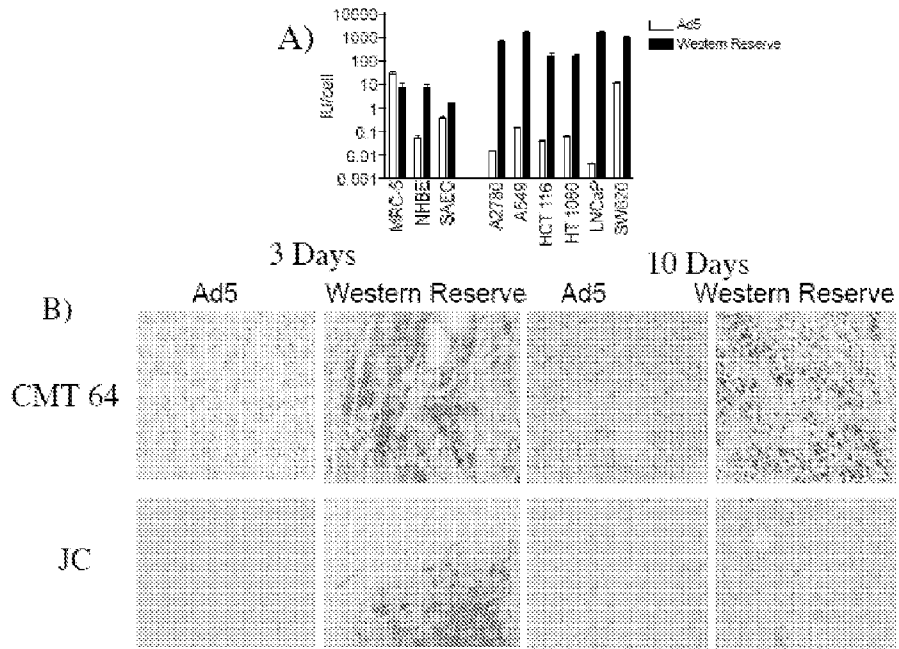 A)
10000
1000
100
10
1
0.1
0.01
0.001
Ad5
Western Reserve
MRC-5
NHBE
SAEC
A2780
A549
HCT 116
HT 1080
LNCaP
SW620
3 Days
10 Days
B)
Ad5
Western Reserve
Ad5
Western Reserve
CMT 64
JC